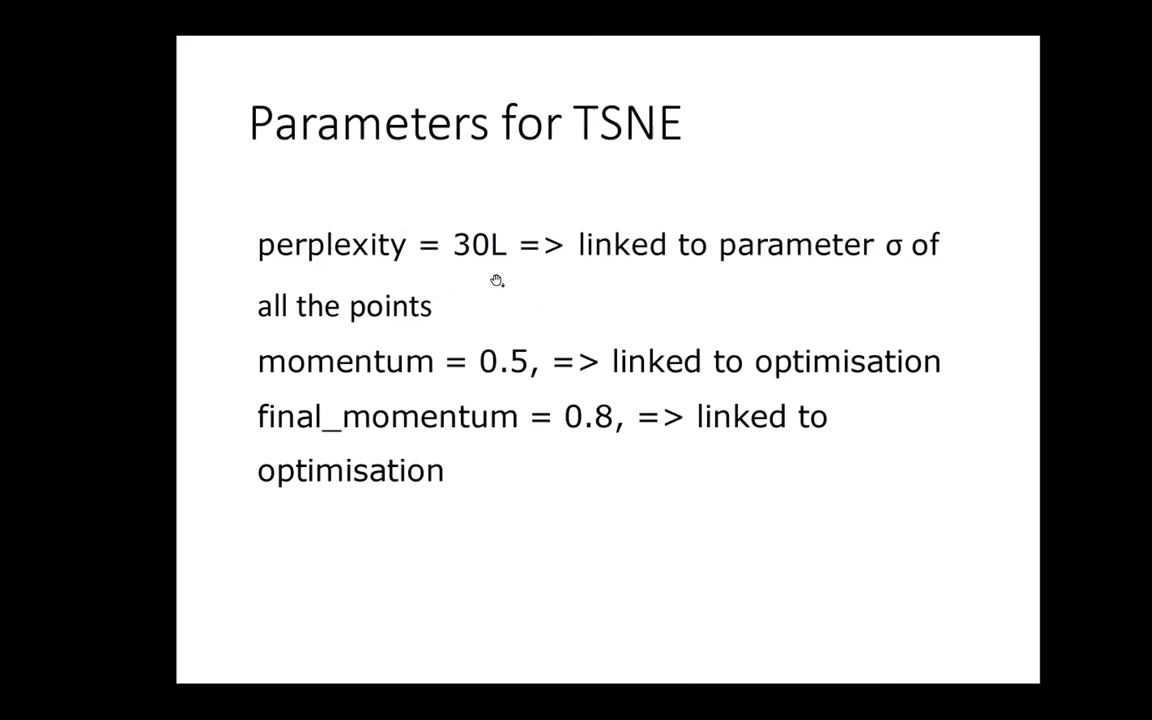 Parameters for TSNE
perplexity = 30L => linked to parameter σ of
all the points
momentum = 0.5, => linked to optimisation
final_momentum = 0.8, => linked to
optimisation